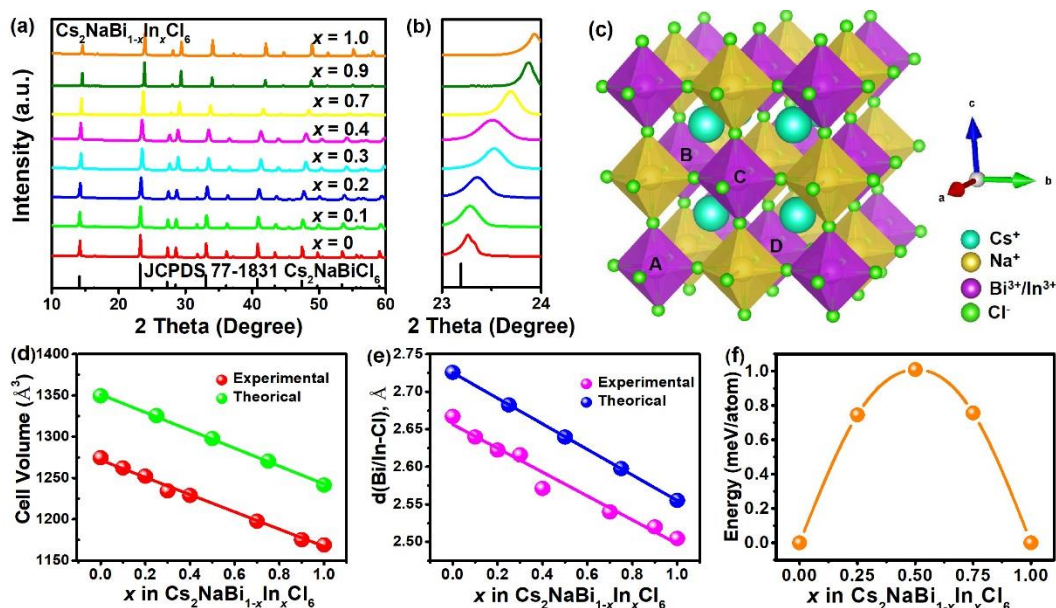 (a)
Cs2NaBi1-xInxCl6
x = 1.0
x = 0.9
x = 0.7
x = 0.4
x = 0.3
x = 0.2
x = 0.1
x = 0
JCPDS 77-1831 Cs2NaBiCl6
Intensity (a.u.)
10 20 30 40 50 60
2 Theta (Degree)
(b)
23 24
2 Theta (Degree)
(c)
B
C
A
D
c
b
a
Cs+
Na+
Bi3+/In3+
Cl-
(d)
1400
1350
1300
1250
1200
1150
Cell Volume (Å3)
Experimental
Theorical
0.0 0.2 0.4 0.6 0.8 1.0
x in Cs2NaBi1-xInxCl6
(e)
2.75
2.70
2.65
2.60
2.55
2.50
d(Bi/In-Cl), Å
Experimental
Theorical
0.0 0.2 0.4 0.6 0.8 1.0
x in Cs2NaBi1-xInxCl6
(f)
1.0
0.8
0.6
0.4
0.2
0.0
Energy (meV/atom)
0.00 0.25 0.50 0.75 1.00
x in Cs2NaBi1-xInxCl6